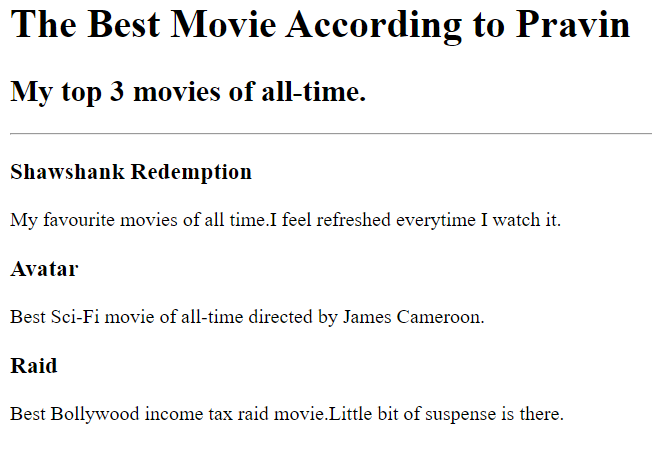 The Best Movie According to Pravin
My top 3 movies of all-time.
Shawshank Redemption
My favourite movies of all time.I feel refreshed everytime I watch it.
Avatar
Best Sci-Fi movie of all-time directed by James Cameroon.
Raid
Best Bollywood income tax raid movie.Little bit of suspense is there.